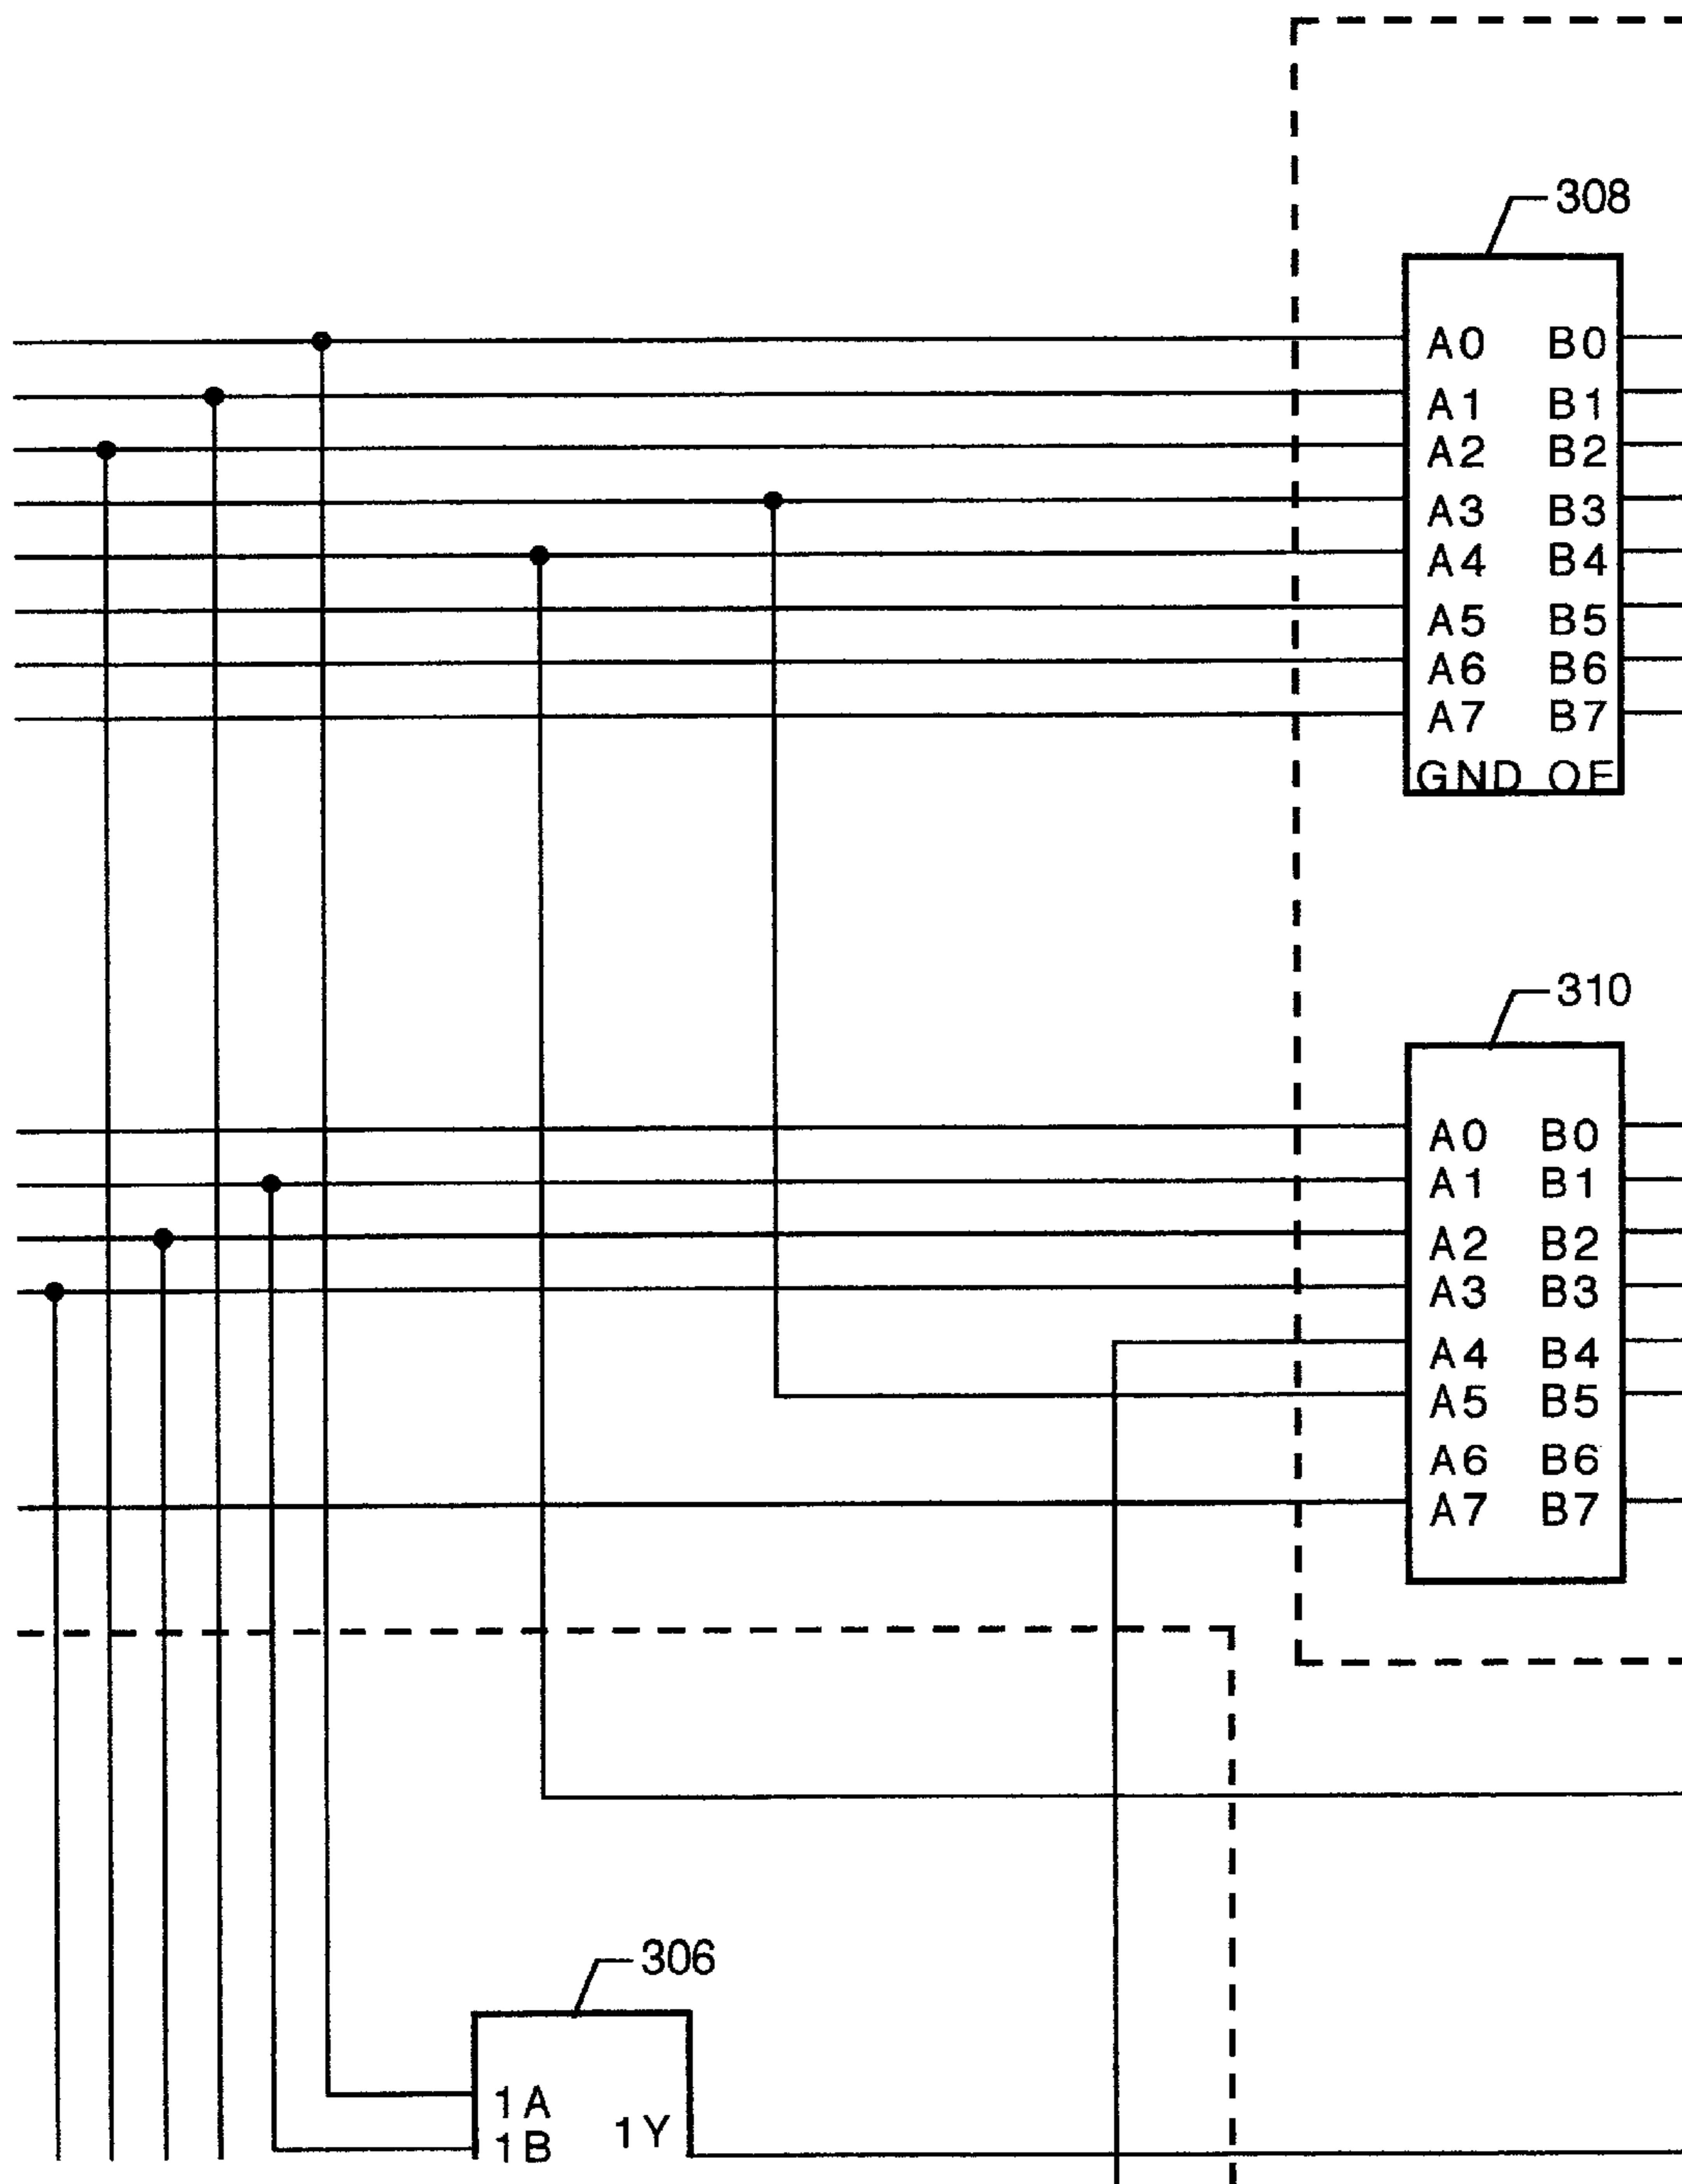 308
A0 B0
A1 B1
A2 B2
A3 B3
A4 B4
A5 B5
A6 B6
A7 B7
GND OE
310
A0 B0
A1 B1
A2 B2
A3 B3
A4 B4
A5 B5
A6 B6
A7 B7
306
1A
1Y
1B